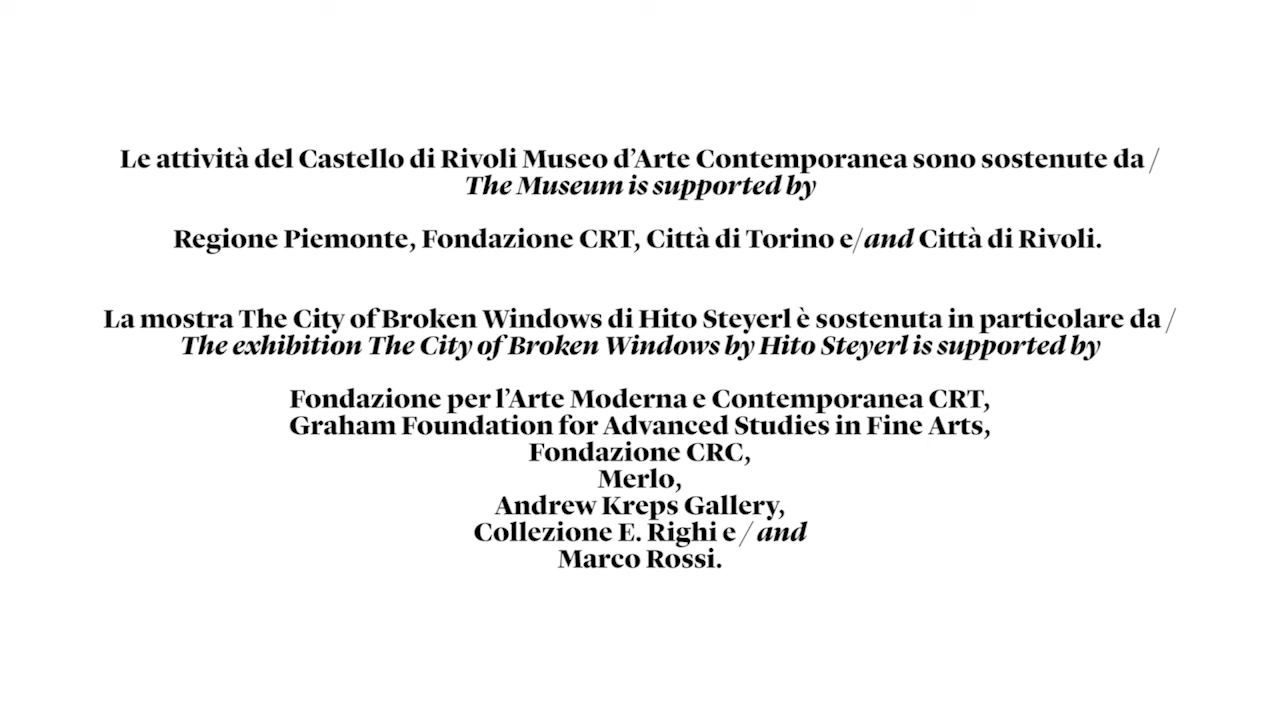 Le attività del Castello di Rivoli Museo d’Arte Contemporanea sono sostenute da /
The Museum is supported by
Regione Piemonte, Fondazione CRT, Città di Torino e/and Città di Rivoli.
La mostra The City of Broken Windows di Hito Steyerl è sostenuta in particolare da /
The exhibition The City of Broken Windows by Hito Steyerl is supported by
Fondazione per l’Arte Moderna e Contemporanea CRT,
Graham Foundation for Advanced Studies in Fine Arts,
Fondazione CRC,
Merlo,
Andrew Kreps Gallery,
Collezione E. Righi e / and
Marco Rossi.